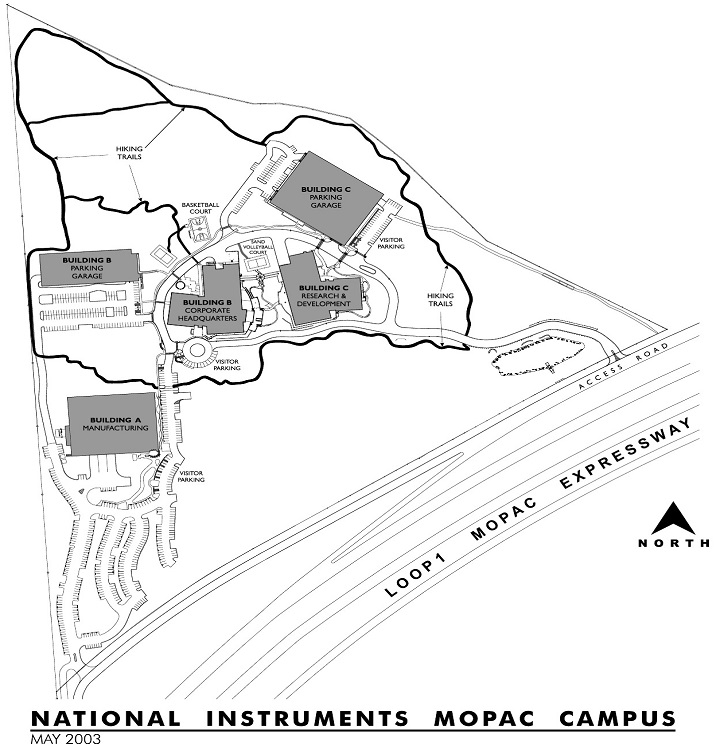 HIKING
TRAILS
BUILDING C
PARKING
GARAGE
BASKETBALL
COURT
SAND
VOLLEYBALL
COURT
VISITOR
PARKING
BUILDING B
PARKING
GARAGE
BUILDING B
CORPORATE
HEADQUARTERS
BUILDING C
RESEARCH &
DEVELOPMENT
HIKING
TRAILS
VISITOR
PARKING
ACCESS ROAD
BUILDING A
MANUFACTURING
VISITOR
PARKING
LOOP1 MOPAC EXPRESSWAY
NORTH
NATIONAL INSTRUMENTS MOPAC CAMPUS
MAY 2003